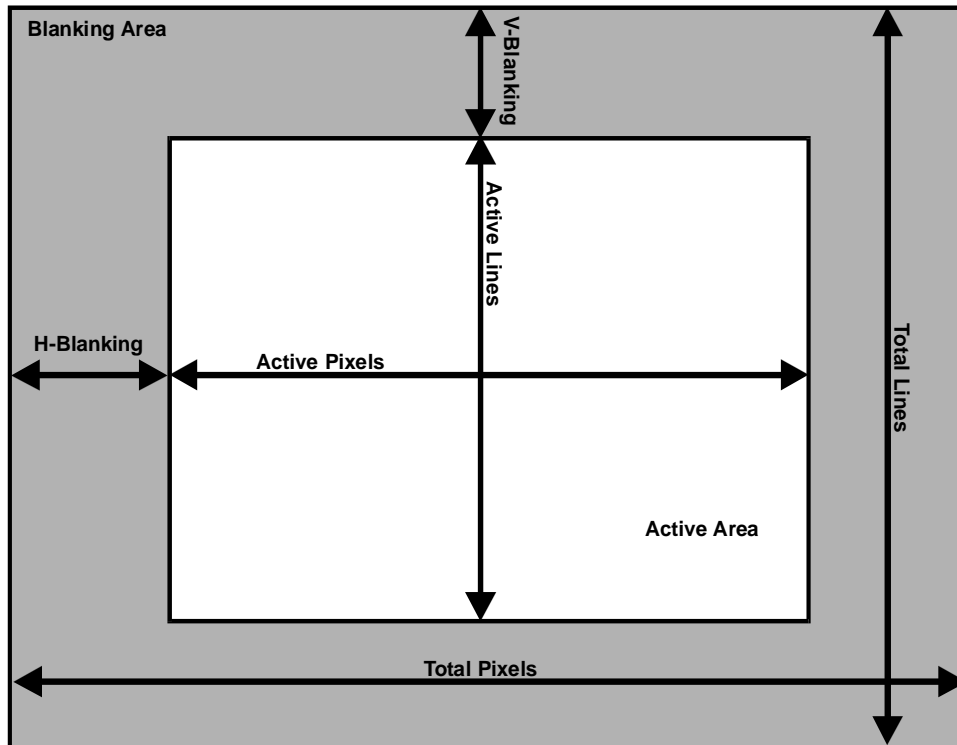 Blanking Area
V-Blanking
Active Lines
H-Blanking
Active Pixels
Total Lines
Active Area
Total Pixels